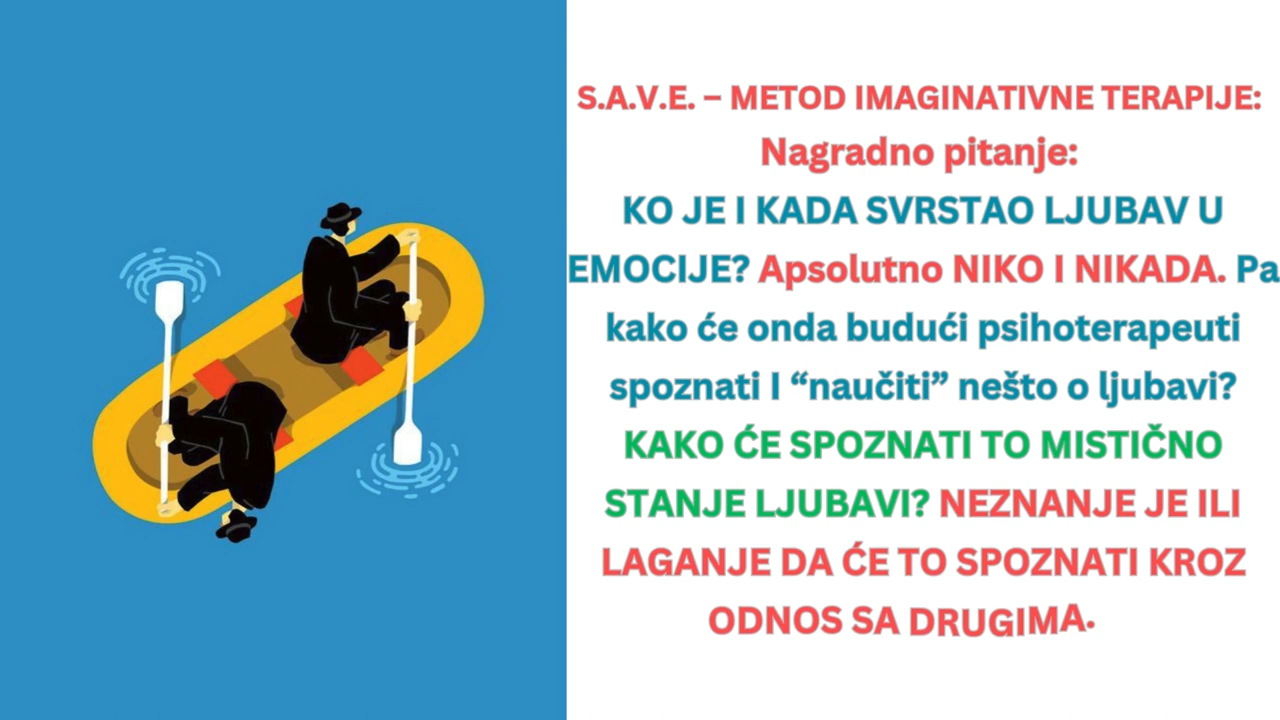 S.A.V.E. – METOD IMAGINATIVNE TERAPIJE:
Nagradno pitanje:
KO JE I KADA SVRSTAO LJUBAV U
EMOCIJE? Apsolutno NIKO I NIKADA. Pa
kako će onda budući psihoterapeuti
spoznati I “naučiti” nešto o ljubavi?
KAKO ĆE SPOZNATI TO MISTIČNO
STANJE LJUBAVI? NEZNANJE JE ILI
LAGANJE DA ĆE TO SPOZNATI KROZ
ODNOS SA DRUGIMA.